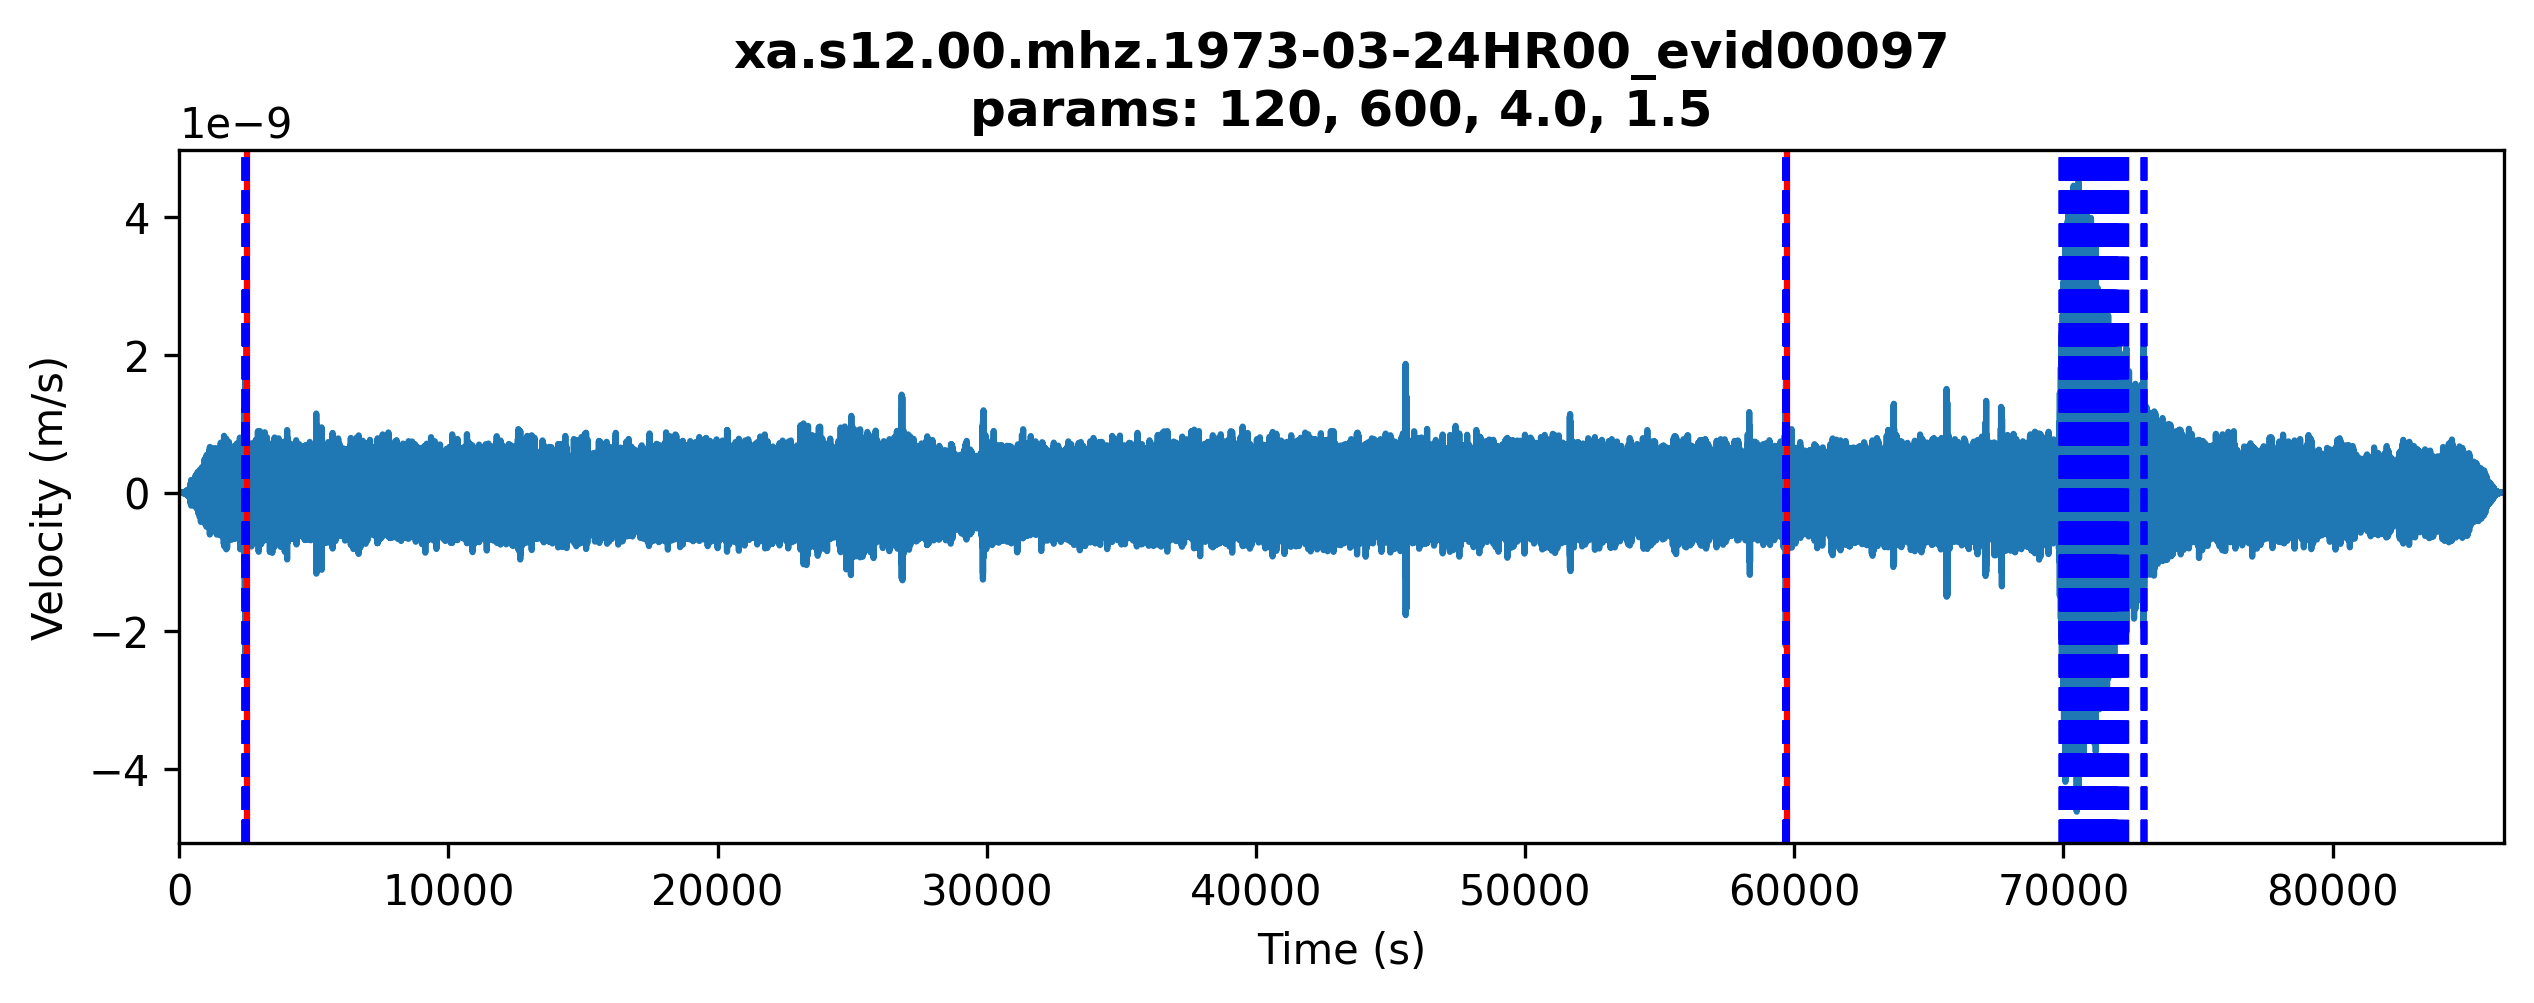 xa.s12.00.mhz.1973-03-24HR00_evid00097
params: 120, 600, 4.0, 1.5
1e−9
4
2
0
−2
−4
Velocity (m/s)
0 10000 20000 30000 40000 50000 60000 70000 80000
Time (s)